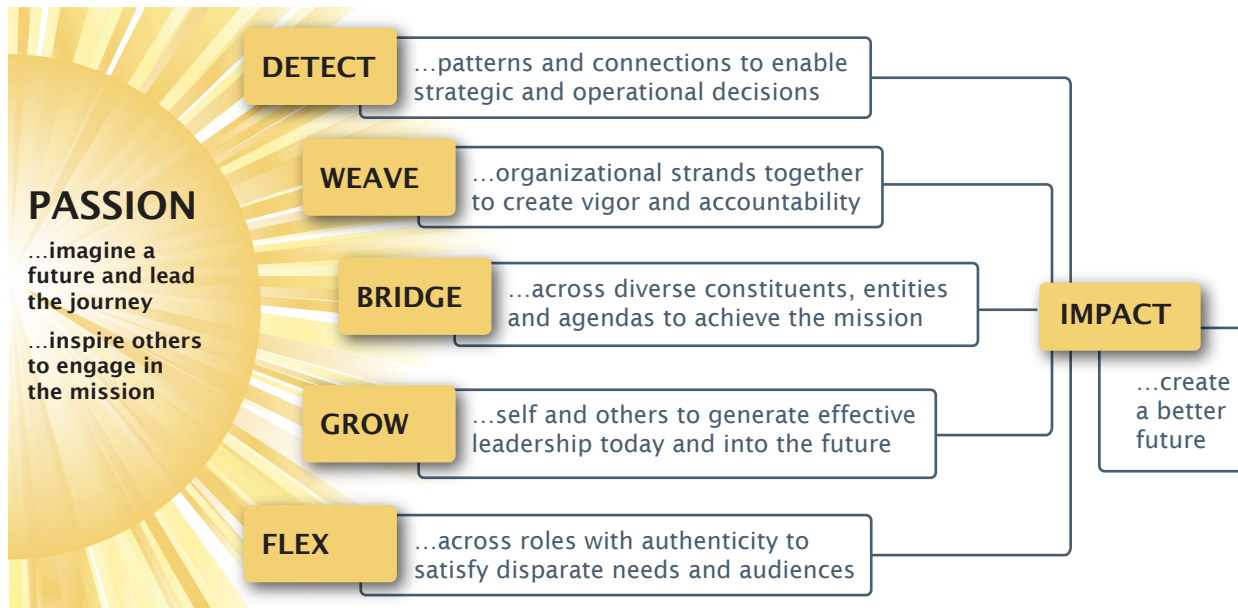 PASSION
…imagine a
future and lead
the journey
…inspire others
to engage in
the mission
DETECT
…patterns and connections to enable
strategic and operational decisions
WEAVE
…organizational strands together
to create vigor and accountability
BRIDGE
…across diverse constituents, entities
and agendas to achieve the mission
GROW
…self and others to generate effective
leadership today and into the future
FLEX
…across roles with authenticity to
satisfy disparate needs and audiences
IMPACT
…create
a better
future